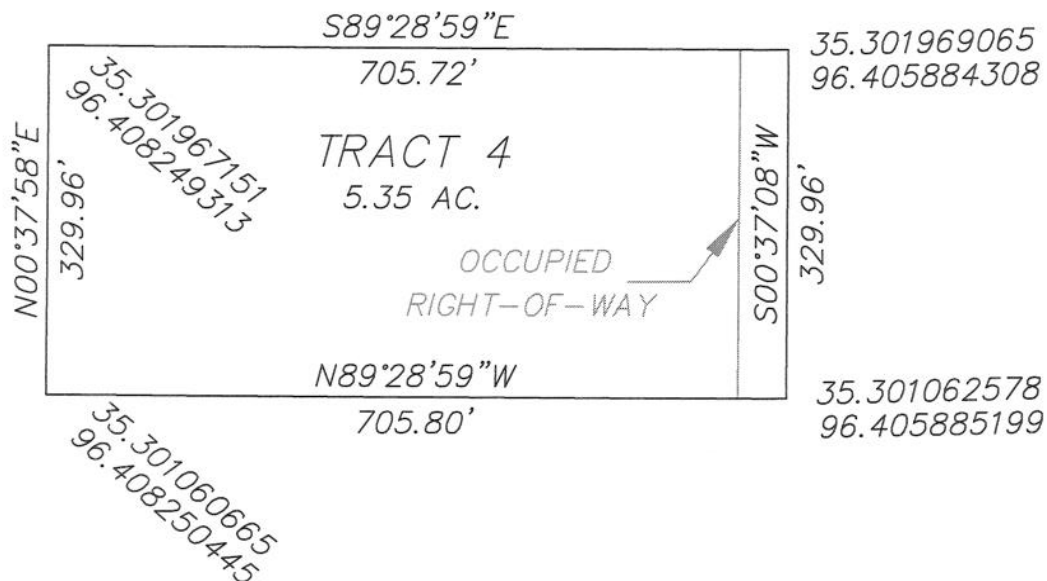 S89°28'59"E
705.72'
35.301969065
96.405884308
35.301967151
96.408249313
N00°37'58"E
329.96'
TRACT 4
5.35 AC.
OCCUPIED
RIGHT-OF-WAY
S00°37'08"W
329.96'
N89°28'59"W
705.80'
35.301062578
96.405885199
35.301060665
96.408250445